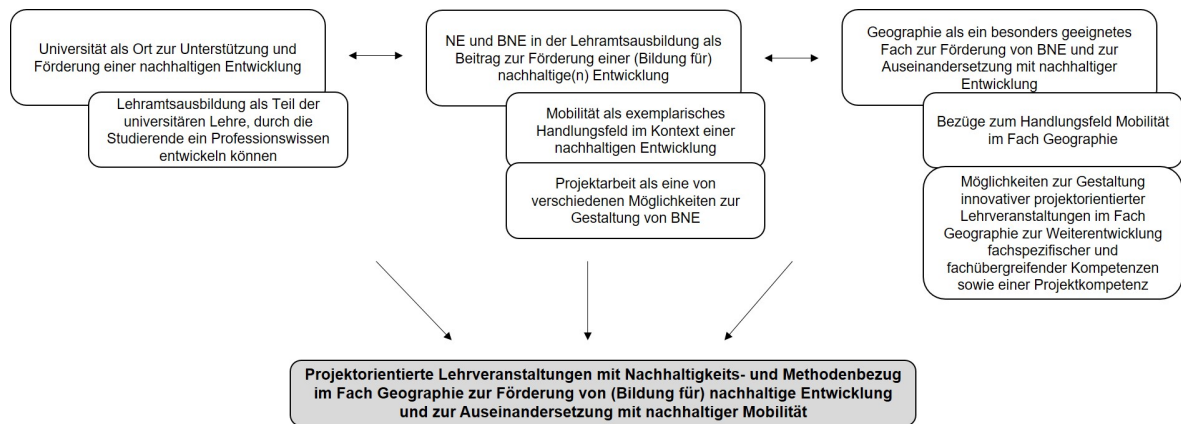 Universität als Ort zur Unterstützung und
Förderung einer nachhaltigen Entwicklung
Lehramtsausbildung als Teil der
universitären Lehre, durch die
Studierende ein Professionswissen
entwickeln können
NE und BNE in der Lehramtsausbildung als
Beitrag zur Förderung einer (Bildung für)
nachhaltige(n) Entwicklung
Mobilität als exemplarisches
Handlungsfeld im Kontext einer
nachhaltigen Entwicklung
Projektarbeit als eine von
verschiedenen Möglichkeiten zur
Gestaltung von BNE
Geographie als ein besonders geeignetes
Fach zur Förderung von BNE und zur
Auseinandersetzung mit nachhaltiger
Entwicklung
Bezüge zum Handlungsfeld Mobilität
im Fach Geographie
Möglichkeiten zur Gestaltung
innovativer projektorientierter
Lehrveranstaltungen im Fach
Geographie zur Weiterentwicklung
fachspezifischer und
fachübergreifender Kompetenzen
sowie einer Projektkompetenz
Projektorientierte Lehrveranstaltungen mit Nachhaltigkeits- und Methodenbezug
im Fach Geographie zur Förderung von (Bildung für) nachhaltige Entwicklung
und zur Auseinandersetzung mit nachhaltiger Mobilität